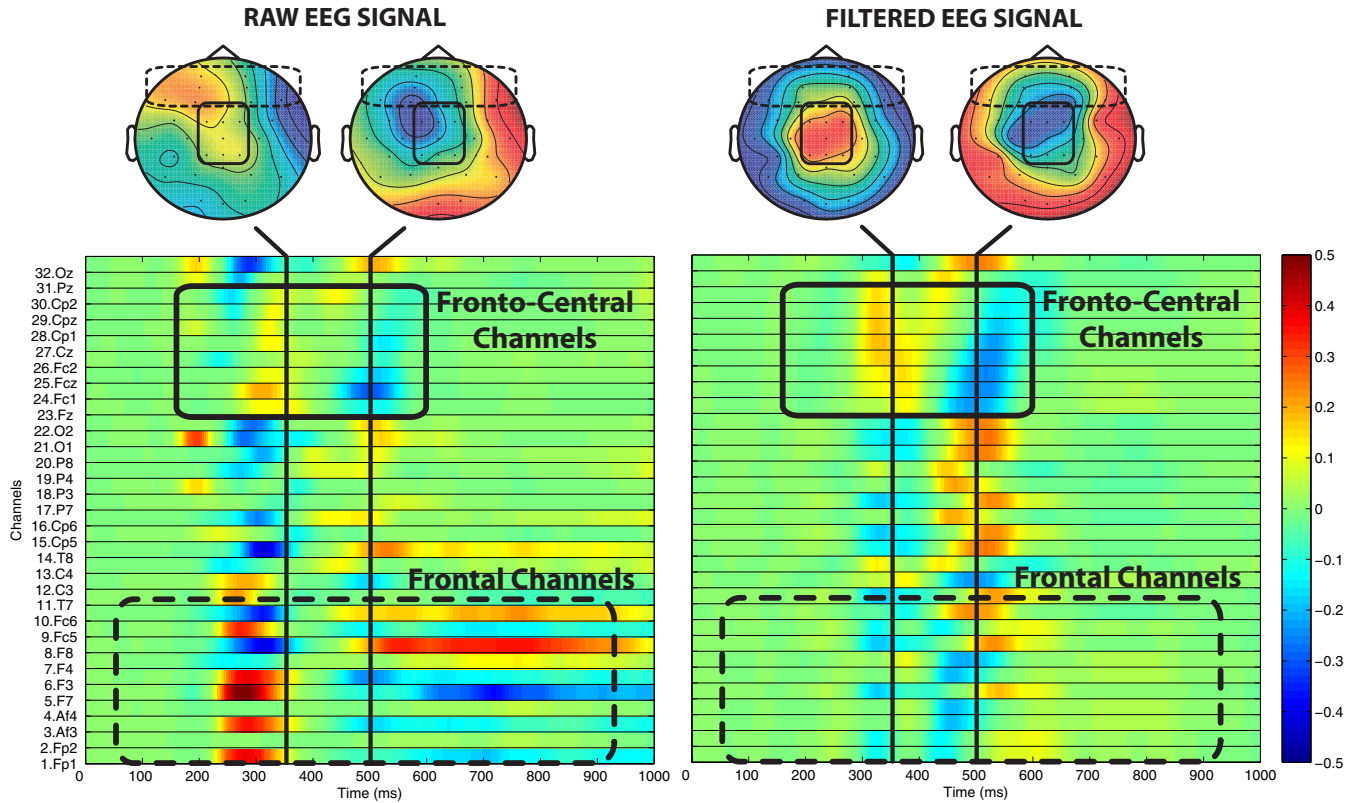 RAW EEG SIGNAL
FILTERED EEG SIGNAL
32.Oz
31.Pz
30.Cp2
29.Cpz
28.Cp1
27.Cz
26.Fc2
25.Fcz
24.Fc1
23.Fz
22.O2
21.O1
20.P8
19.P4
18.P3
17.P7
16.Cp6
15.Cp5
14.T8
13.C4
12.C3
11.T7
10.Fc6
9.Fc5
8.F8
7.F4
6.F3
5.F7
4.Af4
3.Af3
2.Fp2
1.Fp1
Channels
Fronto-Central
Channels
Frontal Channels
0 100 200 300 400 500 600 700 800 900 1000
Time (ms)
Fronto-Central
Channels
Frontal Channels
0 100 200 300 400 500 600 700 800 900 1000
Time (ms)
0.5
0.4
0.3
0.2
0.1
0
−0.1
−0.2
−0.3
−0.4
−0.5